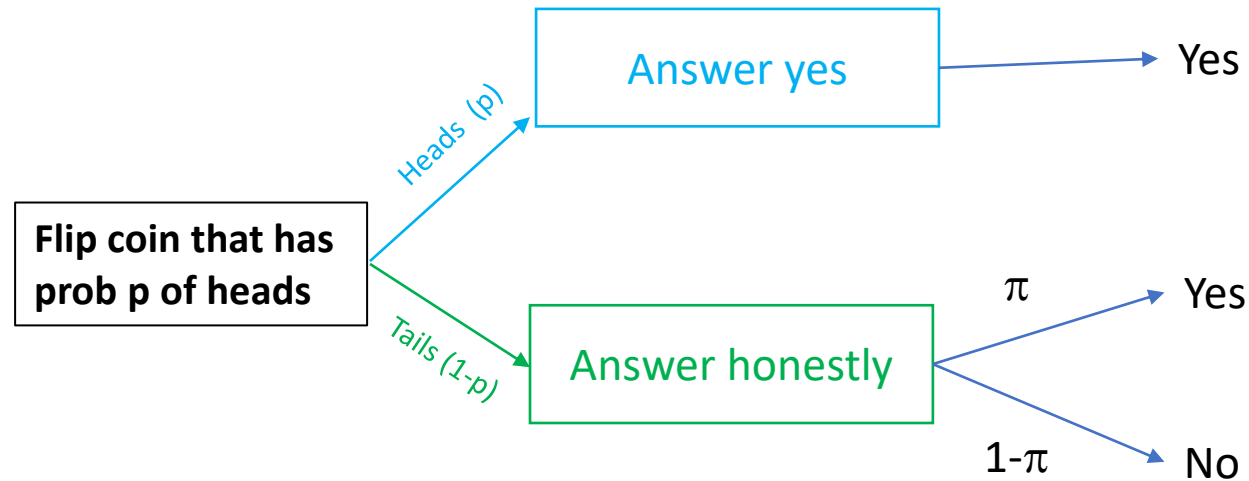 Answer yes
Yes
Heads (p)
Flip coin that has
prob p of heads
Tails (1-p)
Answer honestly
π
Yes
1-π
No